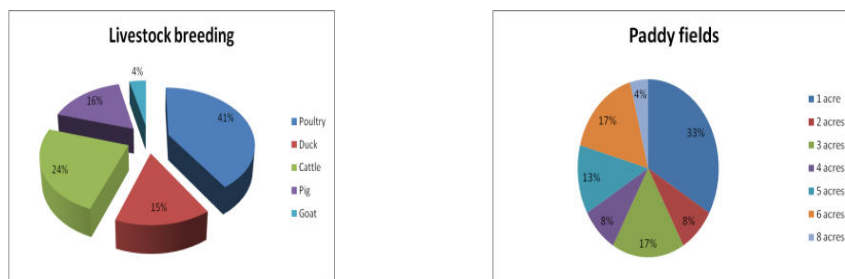 Livestock breeding
4%
16%
41%
24%
15%
Poultry
Duck
Cattle
Pig
Goat
Paddy fields
4%
17%
33%
13%
8%
8%
17%
1 acre
2 acres
3 acres
4 acres
5 acres
6 acres
8 acres